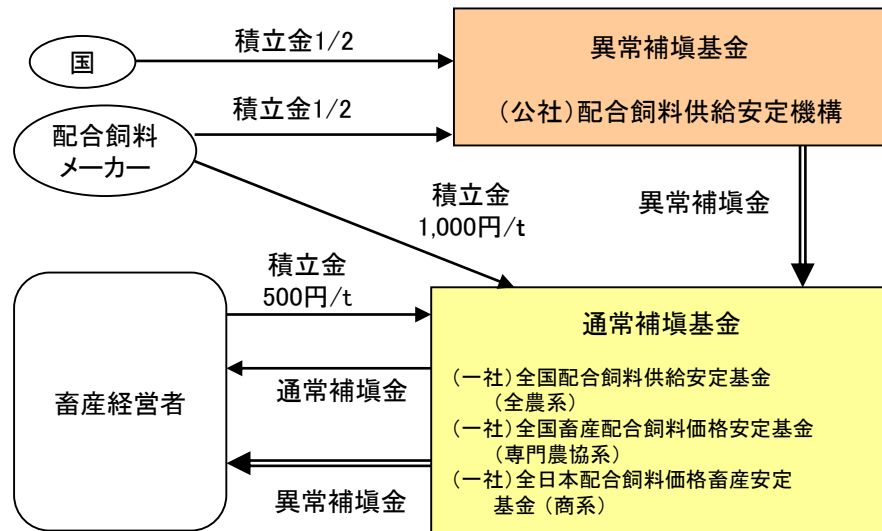 国
積立金1/2
異常補塡基金
(公社)配合飼料供給安定機構
積立金1/2
配合飼料
メーカー
積立金
1,000円/t
異常補塡金
積立金
500円/t
畜産経営者
通常補塡金
異常補塡金
通常補塡基金
(一社)全国配合飼料供給安定基金
(全農系)
(一社)全国畜産配合飼料価格安定基金
(専門農協系)
(一社)全日本配合飼料価格畜産安定
基金(商系)